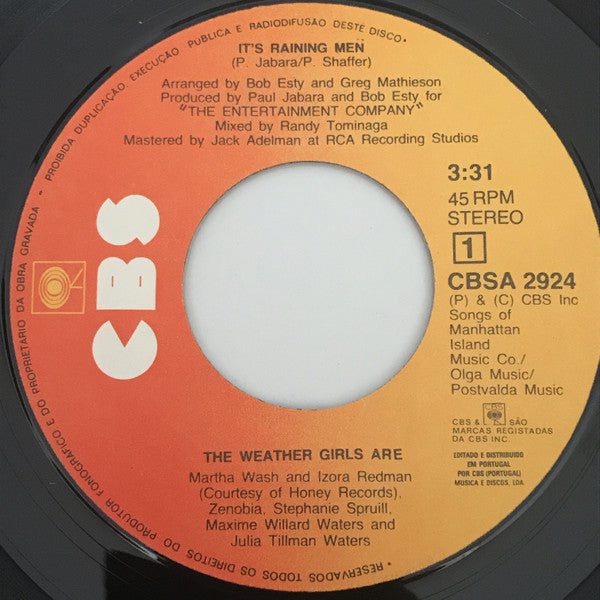 IT'S RAINING MEN
(P. Jabara/P. Shaffer)
Arranged by Bob Esty and Greg Mathieson
Produced by Paul Jabara and Bob Esty for
"THE ENTERTAINMENT COMPANY"
Mixed by Randy Tominaga
Mastered by Jack Adelman at RCA Recording Studios
CBS
3:31
45 RPM
STEREO
1
CBSA 2924
(P) & (C) CBS Inc
Songs of
Manhattan
Island
Music Co./
Olga Music/
Postvalda Music
CBS & CBS SÃO
MARCAS REGISTADAS
DA CBS INC.
EDITADO E DISTRIBUIDO
EM PORTUGAL
POR CBS (PORTUGAL)
MUSICA E DISCOS, LDA.
THE WEATHER GIRLS ARE
Martha Wash and Izora Redman
(Courtesy of Honey Records),
Zenobia, Stephanie Spruill,
Maxime Willard Waters and
Julia Tillman Waters
• RESERVADOS TODOS OS DIREITOS DO PRODUTOR FONOGRÁFICO E DO PROPRIETÁRIO DA OBRA GRAVADA - PROIBIDA DUPLICAÇÃO, EXECUÇÃO PUBLICA E RADIODIFUSÃO DESTE DISCO •